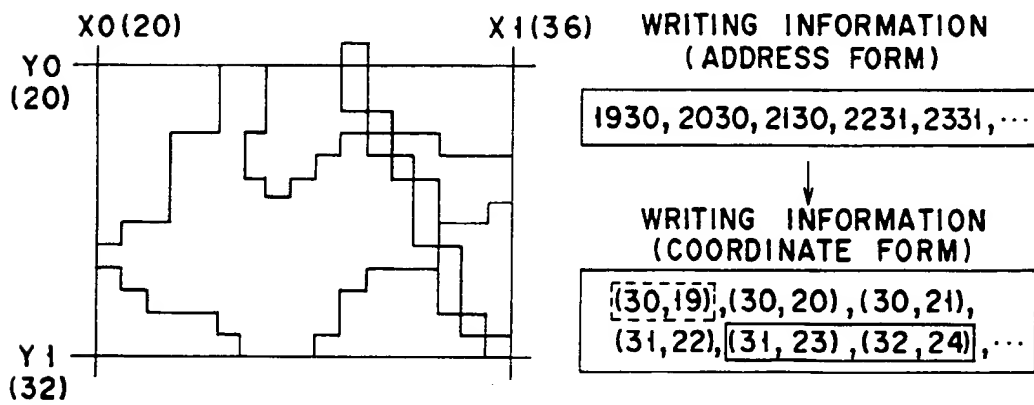 X0(20)
X1(36)
Y0
(20)
Y1
(32)
WRITING INFORMATION
(ADDRESS FORM)
1930, 2030, 2130, 2231, 2331, ···
WRITING INFORMATION
(COORDINATE FORM)
(30,19),(30,20),(30,21),
(31,22),(31,23),(32,24),···